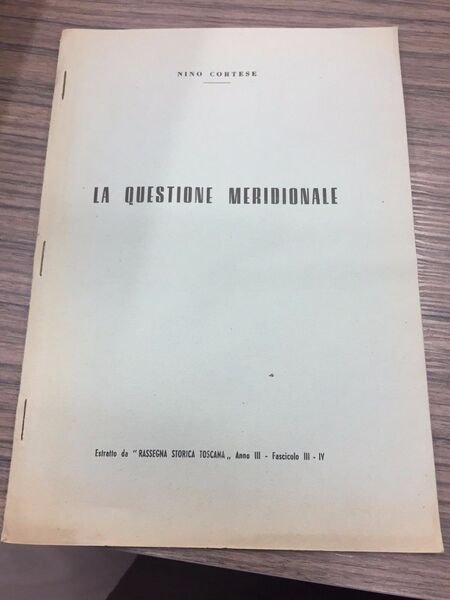 NINO CORTESE
LA QUESTIONE MERIDIONALE
Estratto da "RASSEGNA STORICA TOSCANA„ Anno III - Fascicolo III - IV